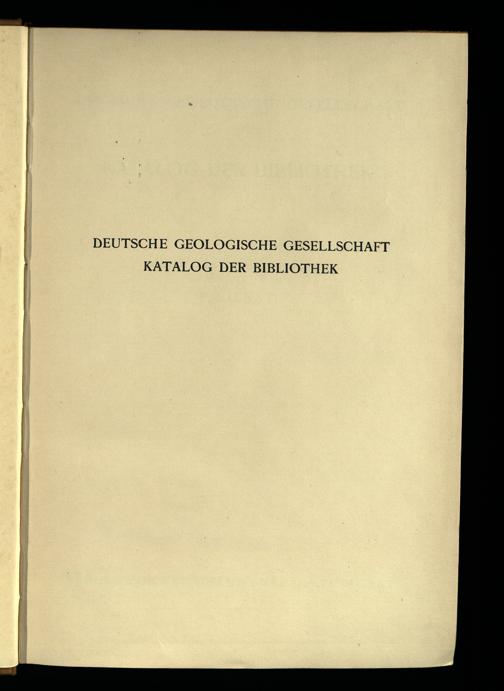 DEUTSCHE GEOLOGISCHE GESELLSCHAFT
KATALOG DER BIBLIOTHEK